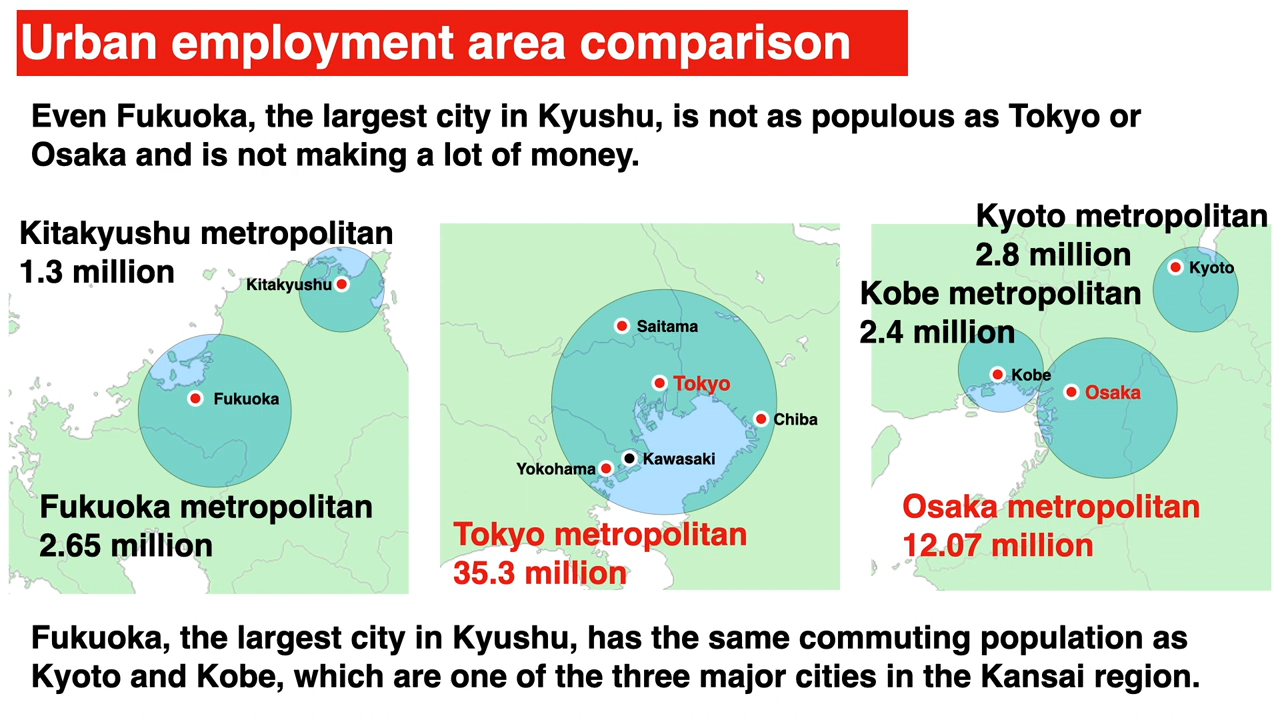 Urban employment area comparison
Even Fukuoka, the largest city in Kyushu, is not as populous as Tokyo or
Osaka and is not making a lot of money.
Kitakyushu metropolitan
1.3 million
Kitakyushu
Fukuoka
Fukuoka metropolitan
2.65 million
Saitama
Tokyo
Chiba
Kawasaki
Yokohama
Tokyo metropolitan
35.3 million
Kyoto metropolitan
2.8 million
Kyoto
Kobe metropolitan
2.4 million
Kobe
Osaka
Osaka metropolitan
12.07 million
Fukuoka, the largest city in Kyushu, has the same commuting population as
Kyoto and Kobe, which are one of the three major cities in the Kansai region.